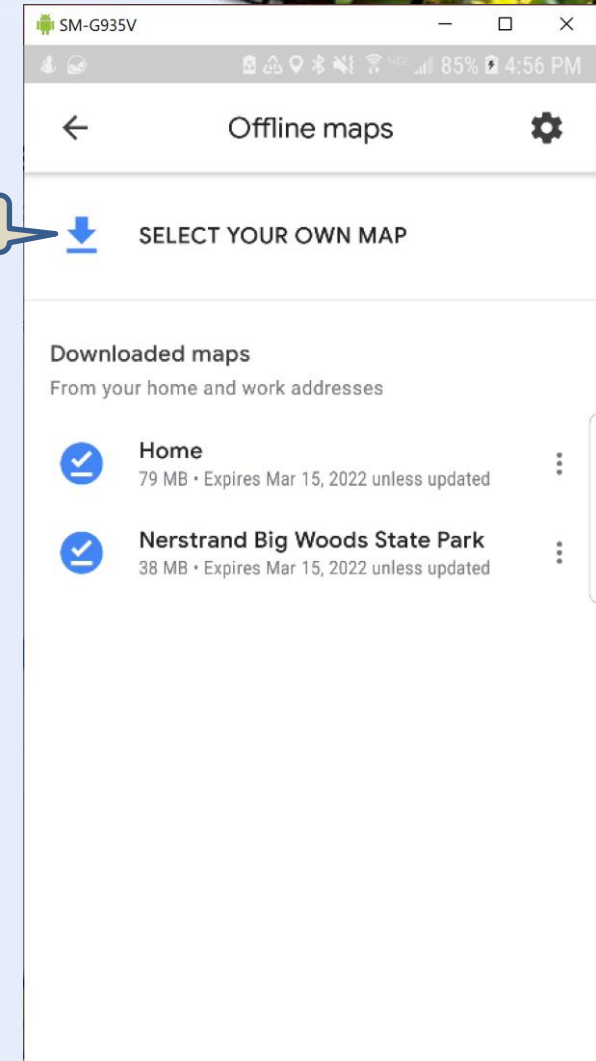 SM-G935V
85% 4:56 PM
Offline maps
SELECT YOUR OWN MAP
Downloaded maps
From your home and work addresses
Home
79 MB • Expires Mar 15, 2022 unless updated
Nerstrand Big Woods State Park
38 MB • Expires Mar 15, 2022 unless updated